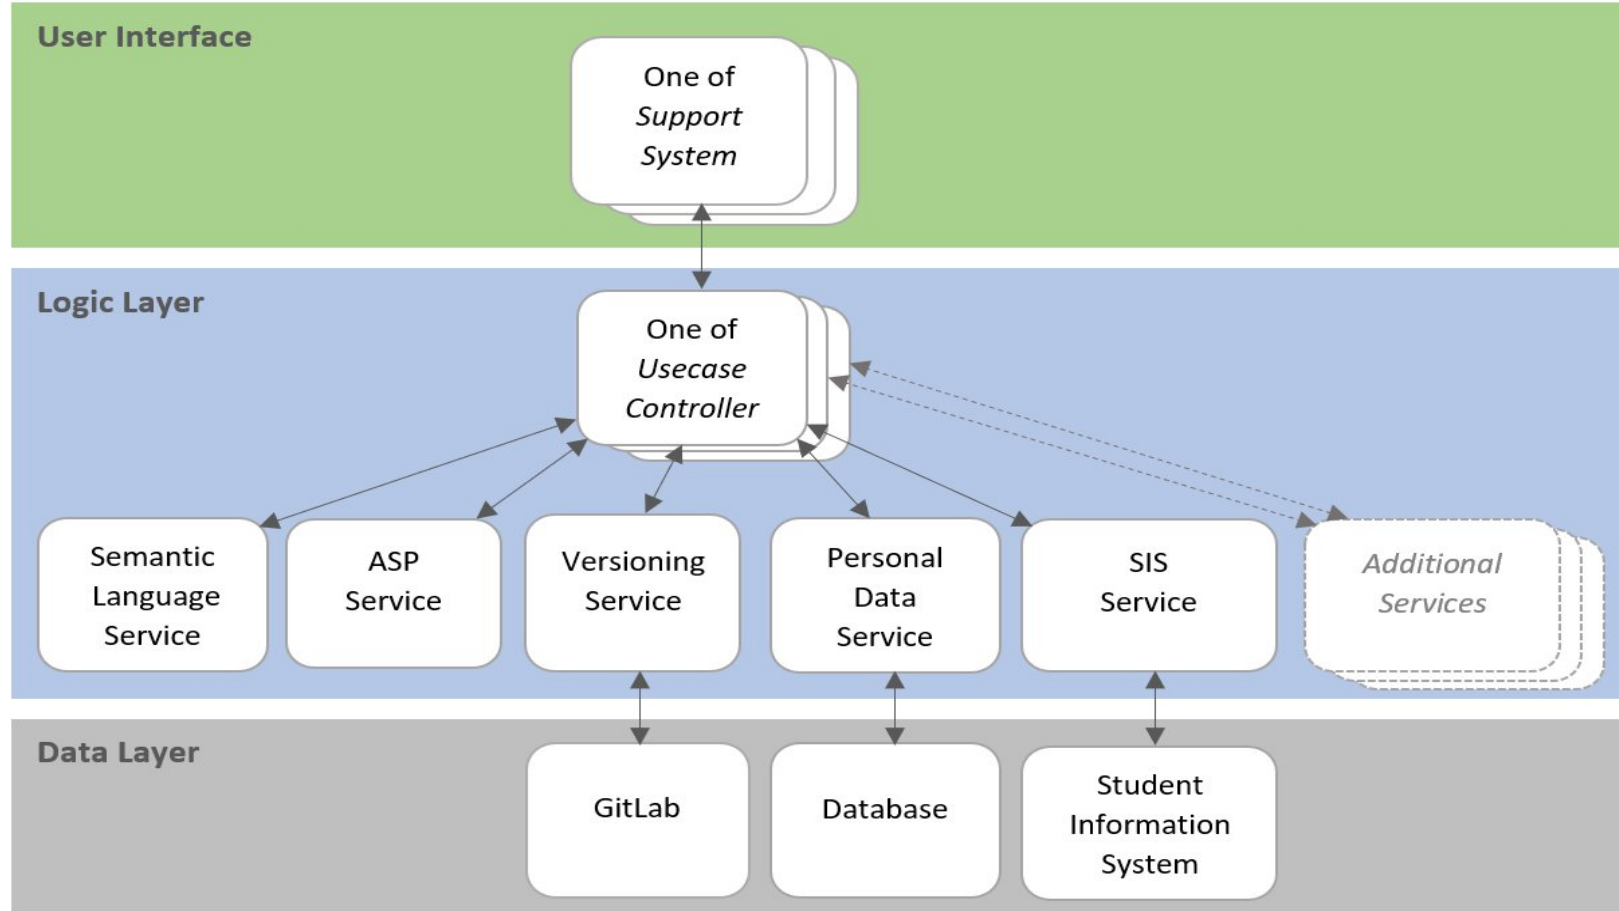 User Interface
One of
Support
System
Logic Layer
One of
Usecase
Controller
Semantic
Language
Service
ASP
Service
Versioning
Service
Personal
Data
Service
SIS
Service
Additional
Services
Data Layer
GitLab
Database
Student
Information
System